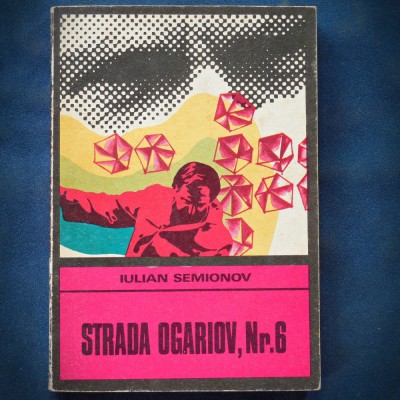 IULIAN SEMIONOV
STRADA OGARIOV, Nr.6